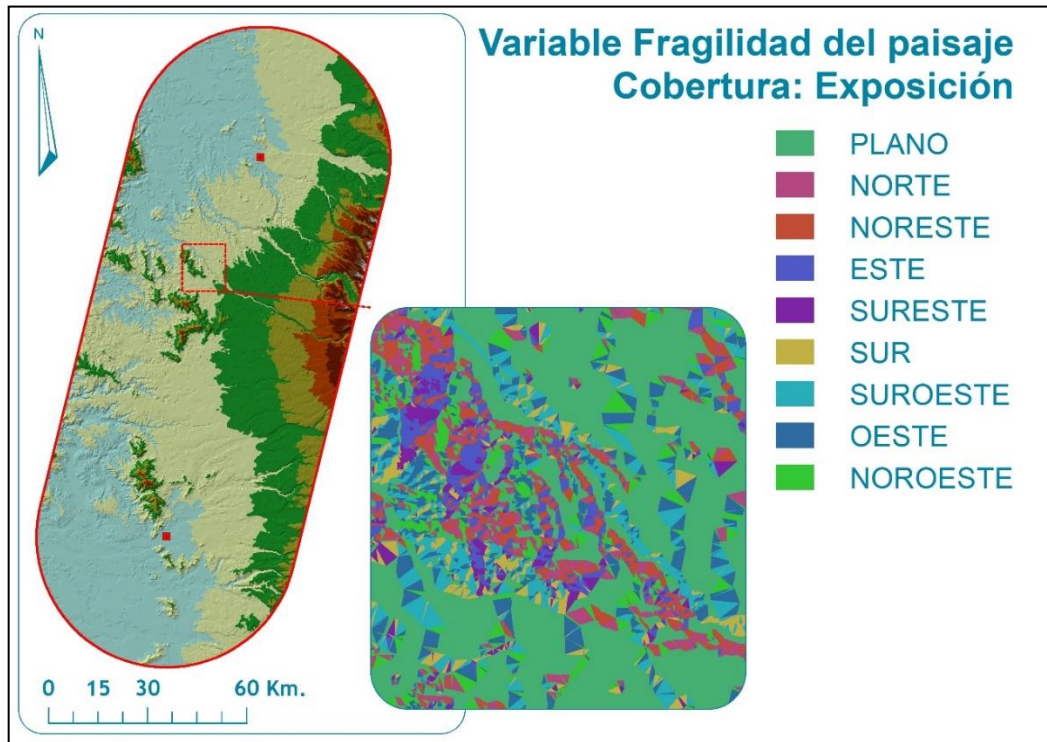 N
Variable Fragilidad del paisaje
Cobertura: Exposición
PLANO
NORTE
NORESTE
ESTE
SURESTE
SUR
SUROESTE
OESTE
NOROESTE
0 15 30 60 Km.